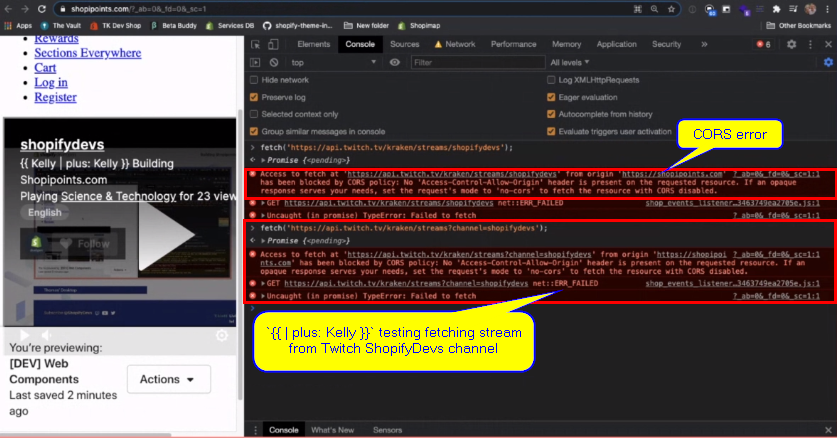 shopipoints.com/?_ab=0&_fd=0&_sc=1
Apps The Vault TK Dev Shop Beta Buddy Services DB shopify-theme-in... New folder Shopimap Other Bookmarks
Rewards
Sections Everywhere
Cart
Log in
Register
shopifydevs
{{ Kelly | plus: Kelly }} Building
Shopipoints.com
Playing Science & Technology for 23 view
English
Follow
You're previewing:
[DEV] Web
Components
Last saved 2 minutes
ago
Actions
Elements Console Sources Network Performance Memory Application Security » 6
top Filter All levels
Hide network Log XMLHttpRequests
Preserve log Eager evaluation
Selected context only Autocomplete from history
Group similar messages in console Evaluate triggers user activation
CORS error
> fetch('https://api.twitch.tv/kraken/streams/shopifydevs');
Promise {<pending>}
Access to fetch at 'https://api.twitch.tv/kraken/streams/shopifydevs' from origin 'https://shopipoints.com' ?_ab=0&_fd=0&_sc=1:1
has been blocked by CORS policy: No 'Access-Control-Allow-Origin' header is present on the requested resource. If an opaque
response serves your needs, set the request's mode to 'no-cors' to fetch the resource with CORS disabled.
GET https://api.twitch.tv/kraken/streams/shopifydevs net::ERR_FAILED shop_events_listener…3463749ea2705e.js:1
Uncaught (in promise) TypeError: Failed to fetch ?_ab=0&_fd=0&_sc=1:1
> fetch('https://api.twitch.tv/kraken/streams?channel=shopifydevs');
Promise {<pending>}
Access to fetch at 'https://api.twitch.tv/kraken/streams?channel=shopifydevs' from origin 'https://shopipoi ?_ab=0&_fd=0&_sc=1:1
nts.com' has been blocked by CORS policy: No 'Access-Control-Allow-Origin' header is present on the requested resource. If an
opaque response serves your needs, set the request's mode to 'no-cors' to fetch the resource with CORS disabled.
GET https://api.twitch.tv/kraken/streams?channel=shopifydevs net::ERR_FAILED shop_events_listener…3463749ea2705e.js:1
Uncaught (in promise) TypeError: Failed to fetch ?_ab=0&_fd=0&_sc=1:1
`{{ | plus: Kelly }}` testing fetching stream
from Twitch ShopifyDevs channel
Console What's New Sensors